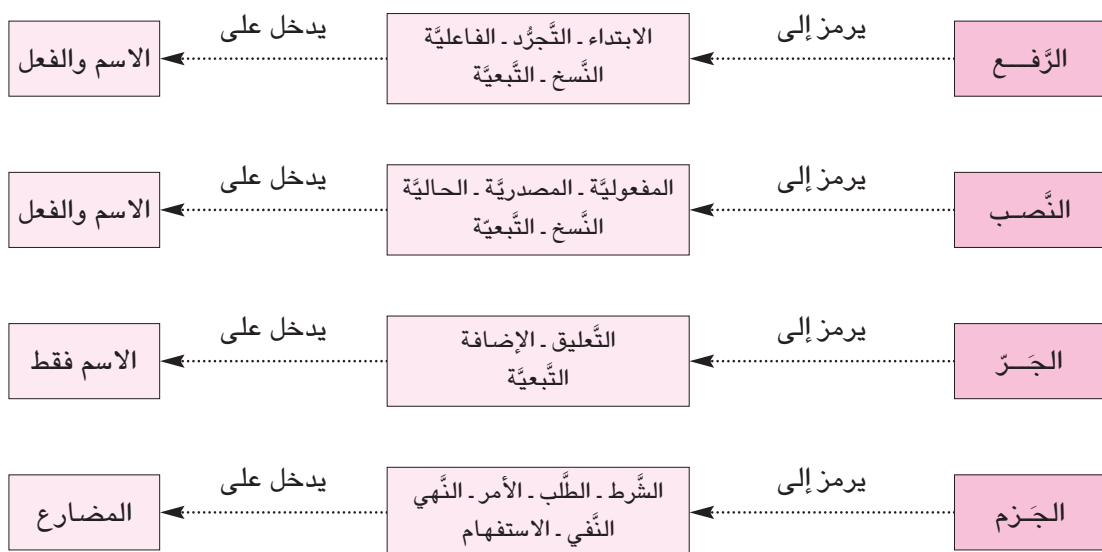 الرَّفـــع
يرمز إلى
الابتداء ـ التَّجرُّد ـ الفاعليَّة
النَّسخ ـ التَّبعيَّة
يدخل على
الاسم والفعل
النَّصـب
يرمز إلى
المفعوليَّة ـ المصدريَّة ـ الحاليَّة
النَّسخ ـ التَّبعيّة
يدخل على
الاسم والفعل
الجَـــرّ
يرمز إلى
التَّعليق ـ الإضافة
التَّبعيَّة
يدخل على
الاسم فقط
الجَـزم
يرمز إلى
الشَّرط ـ الطَّلب ـ الأمر ـ النَّهي
النَّفي ـ الاستفهام
يدخل على
المضارع